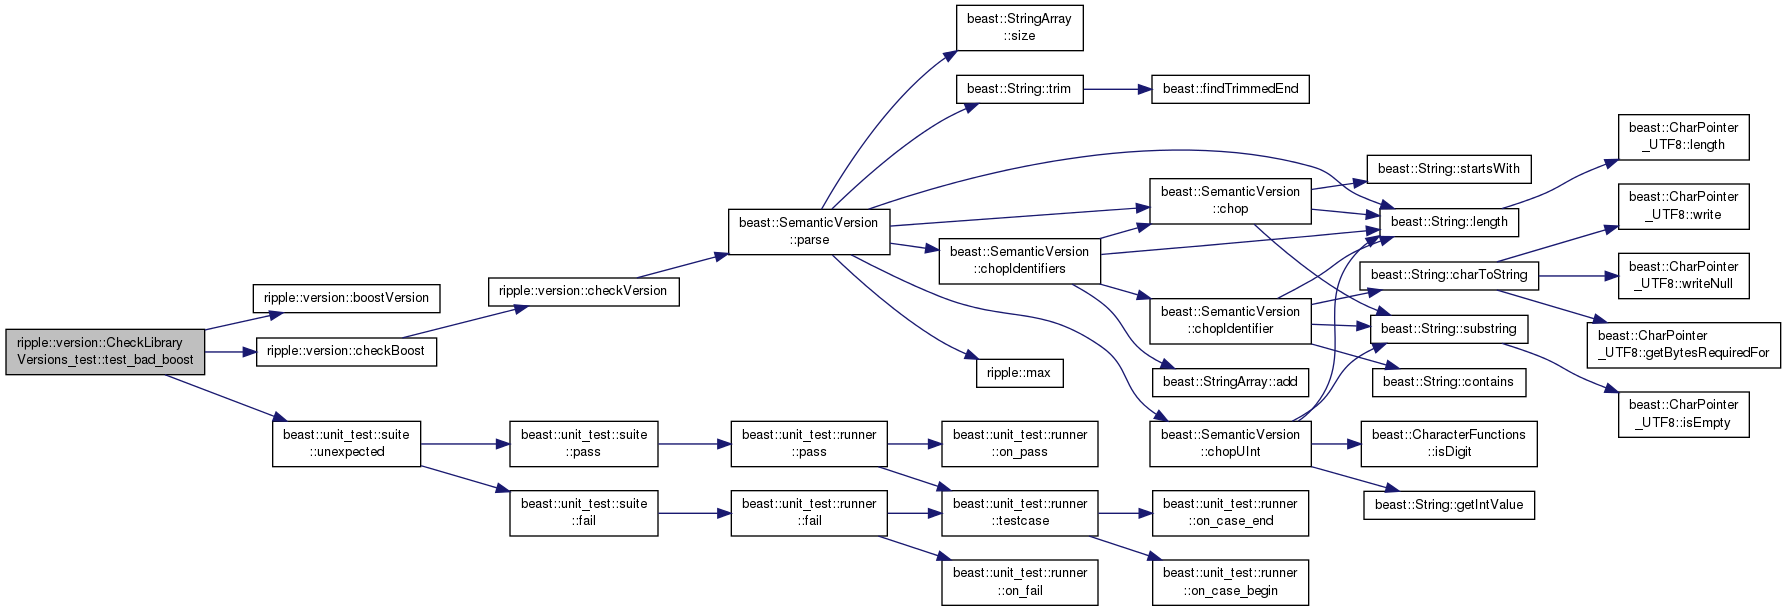 ripple::version::CheckLibrary
Versions_test::test_bad_boost
ripple::version::boostVersion
ripple::version::checkBoost
beast::unit_test::suite
::unexpected
ripple::version::checkVersion
beast::unit_test::suite
::pass
beast::unit_test::suite
::fail
beast::SemanticVersion
::parse
beast::unit_test::runner
::pass
beast::unit_test::runner
::fail
beast::StringArray
::size
beast::String::trim
beast::SemanticVersion
::chopIdentifiers
ripple::max
beast::unit_test::runner
::on_pass
beast::unit_test::runner
::testcase
beast::unit_test::runner
::on_fail
beast::findTrimmedEnd
beast::SemanticVersion
::chop
beast::SemanticVersion
::chopIdentifier
beast::StringArray::add
beast::SemanticVersion
::chopUInt
beast::unit_test::runner
::on_case_end
beast::unit_test::runner
::on_case_begin
beast::String::startsWith
beast::String::length
beast::String::charToString
beast::String::substring
beast::String::contains
beast::CharacterFunctions
::isDigit
beast::String::getIntValue
beast::CharPointer
_UTF8::length
beast::CharPointer
_UTF8::write
beast::CharPointer
_UTF8::writeNull
beast::CharPointer
_UTF8::getBytesRequiredFor
beast::CharPointer
_UTF8::isEmpty